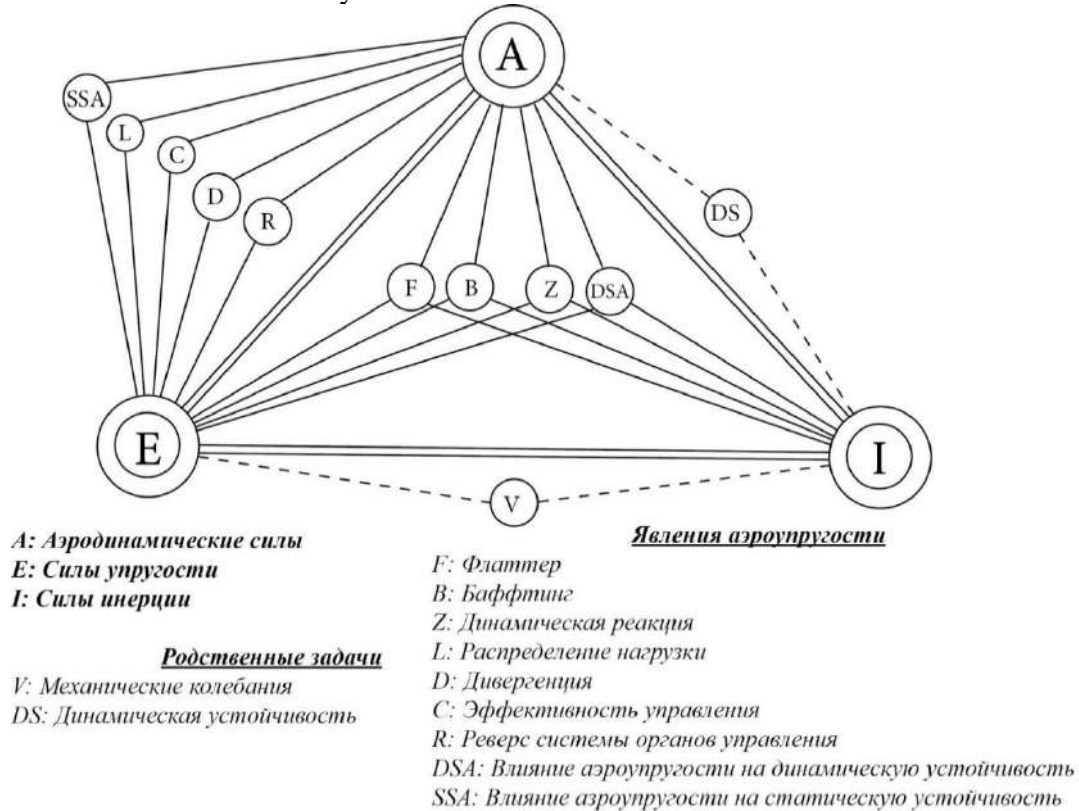 A
SSA
L
C
D
R
DS
F
B
Z
DSA
E
I
V
A: Аэродинамические силы
E: Силы упругости
I: Силы инерции
Родственные задачи
V: Механические колебания
DS: Динамическая устойчивость
Явления аэроупругости
F: Флаттер
B: Баффтинг
Z: Динамическая реакция
L: Распределение нагрузки
D: Дивергенция
C: Эффективность управления
R: Реверс системы органов управления
DSA: Влияние аэроупругости на динамическую устойчивость
SSA: Влияние аэроупругости на статическую устойчивость